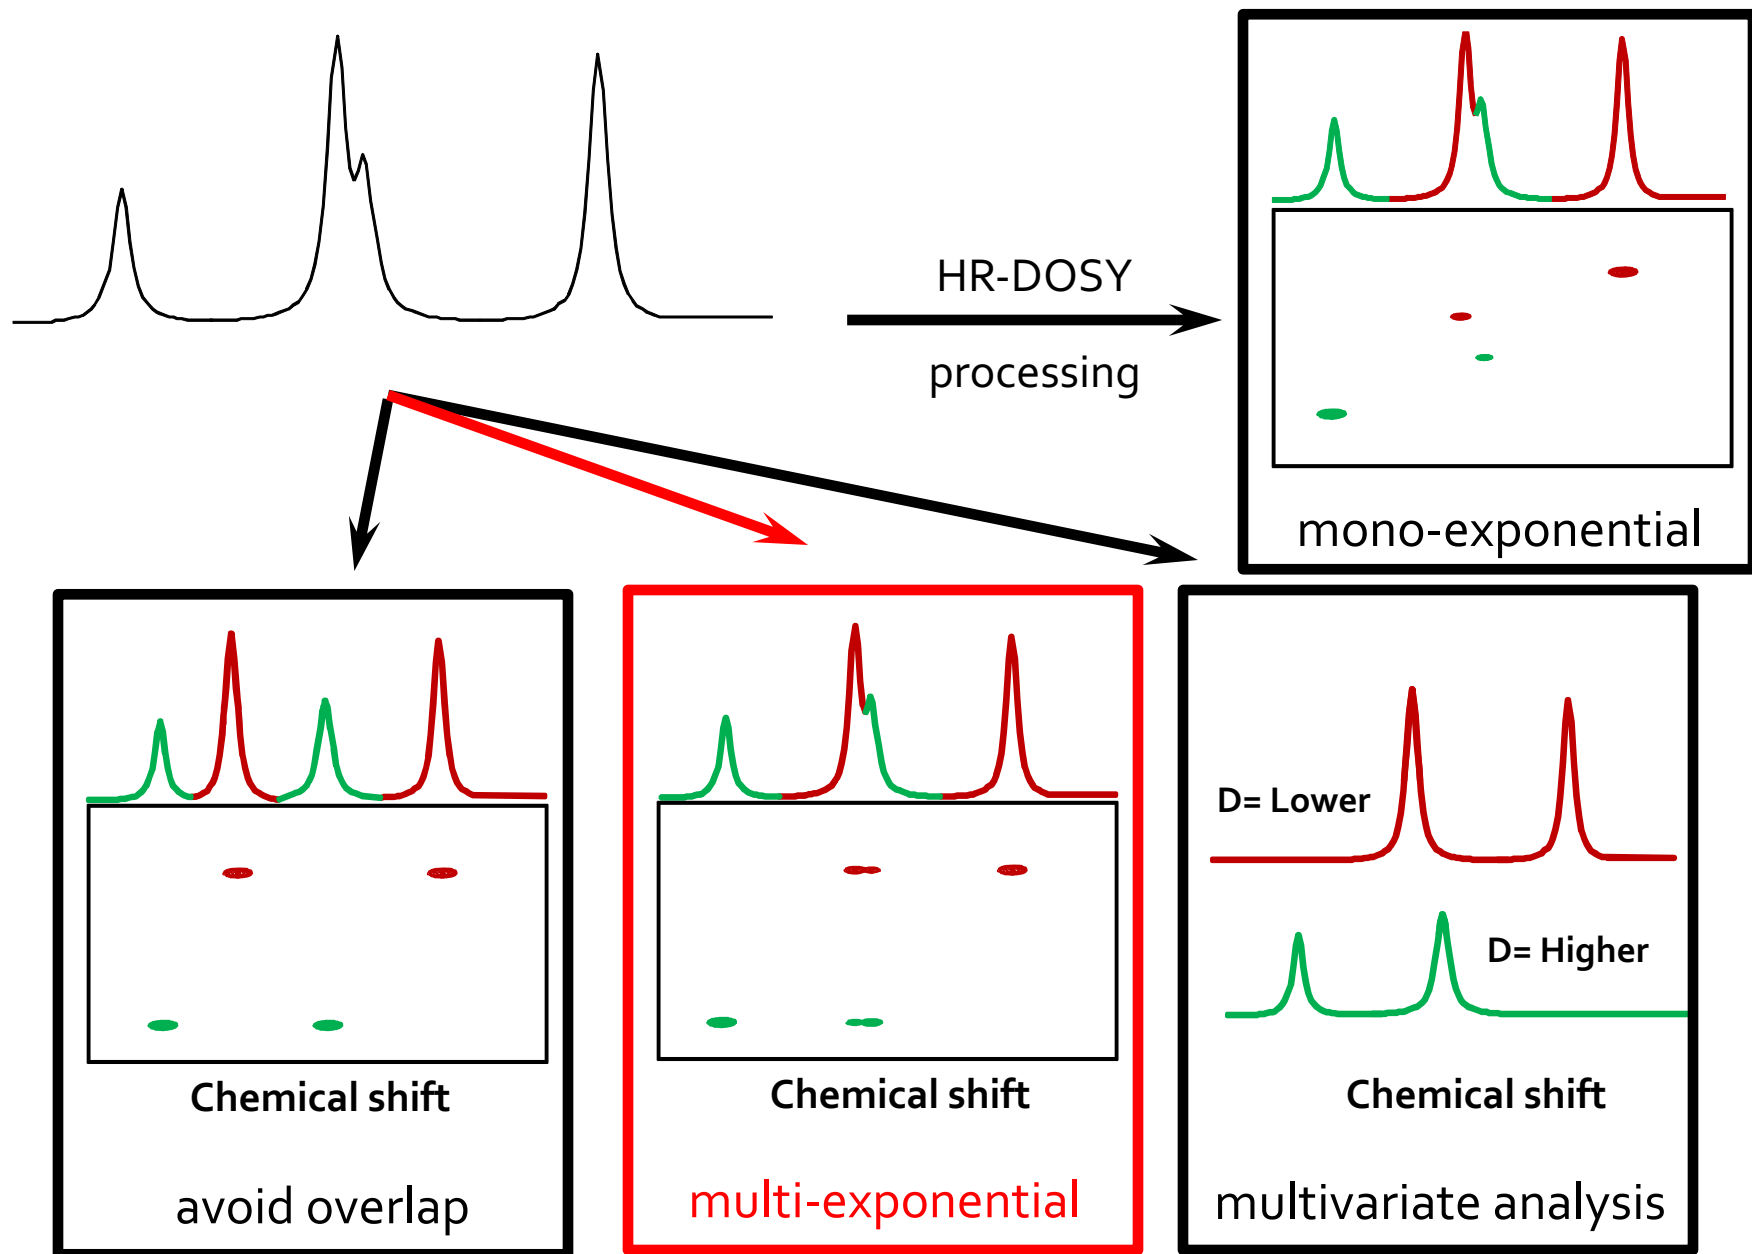 HR-DOSY
processing
mono-exponential
Chemical shift
avoid overlap
Chemical shift
multi-exponential
D= Lower
D= Higher
Chemical shift
multivariate analysis